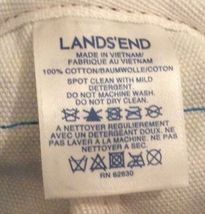 LANDS'END
MADE IN VIETNAM/
FABRIQUE AU VIETNAM
100% COTTON/BAUMWOLLE/COTON
SPOT CLEAN WITH MILD
DETERGENT
DO NOT MACHINE WASH.
DO NOT DRY CLEAN.
A NETTOYER REGULIEREMENT
AVEC UN DETERGENT DOUX. NE
PAS LAVER A LA MACHINE. NE
PAS NETTOYER A SEC.
RN 62830